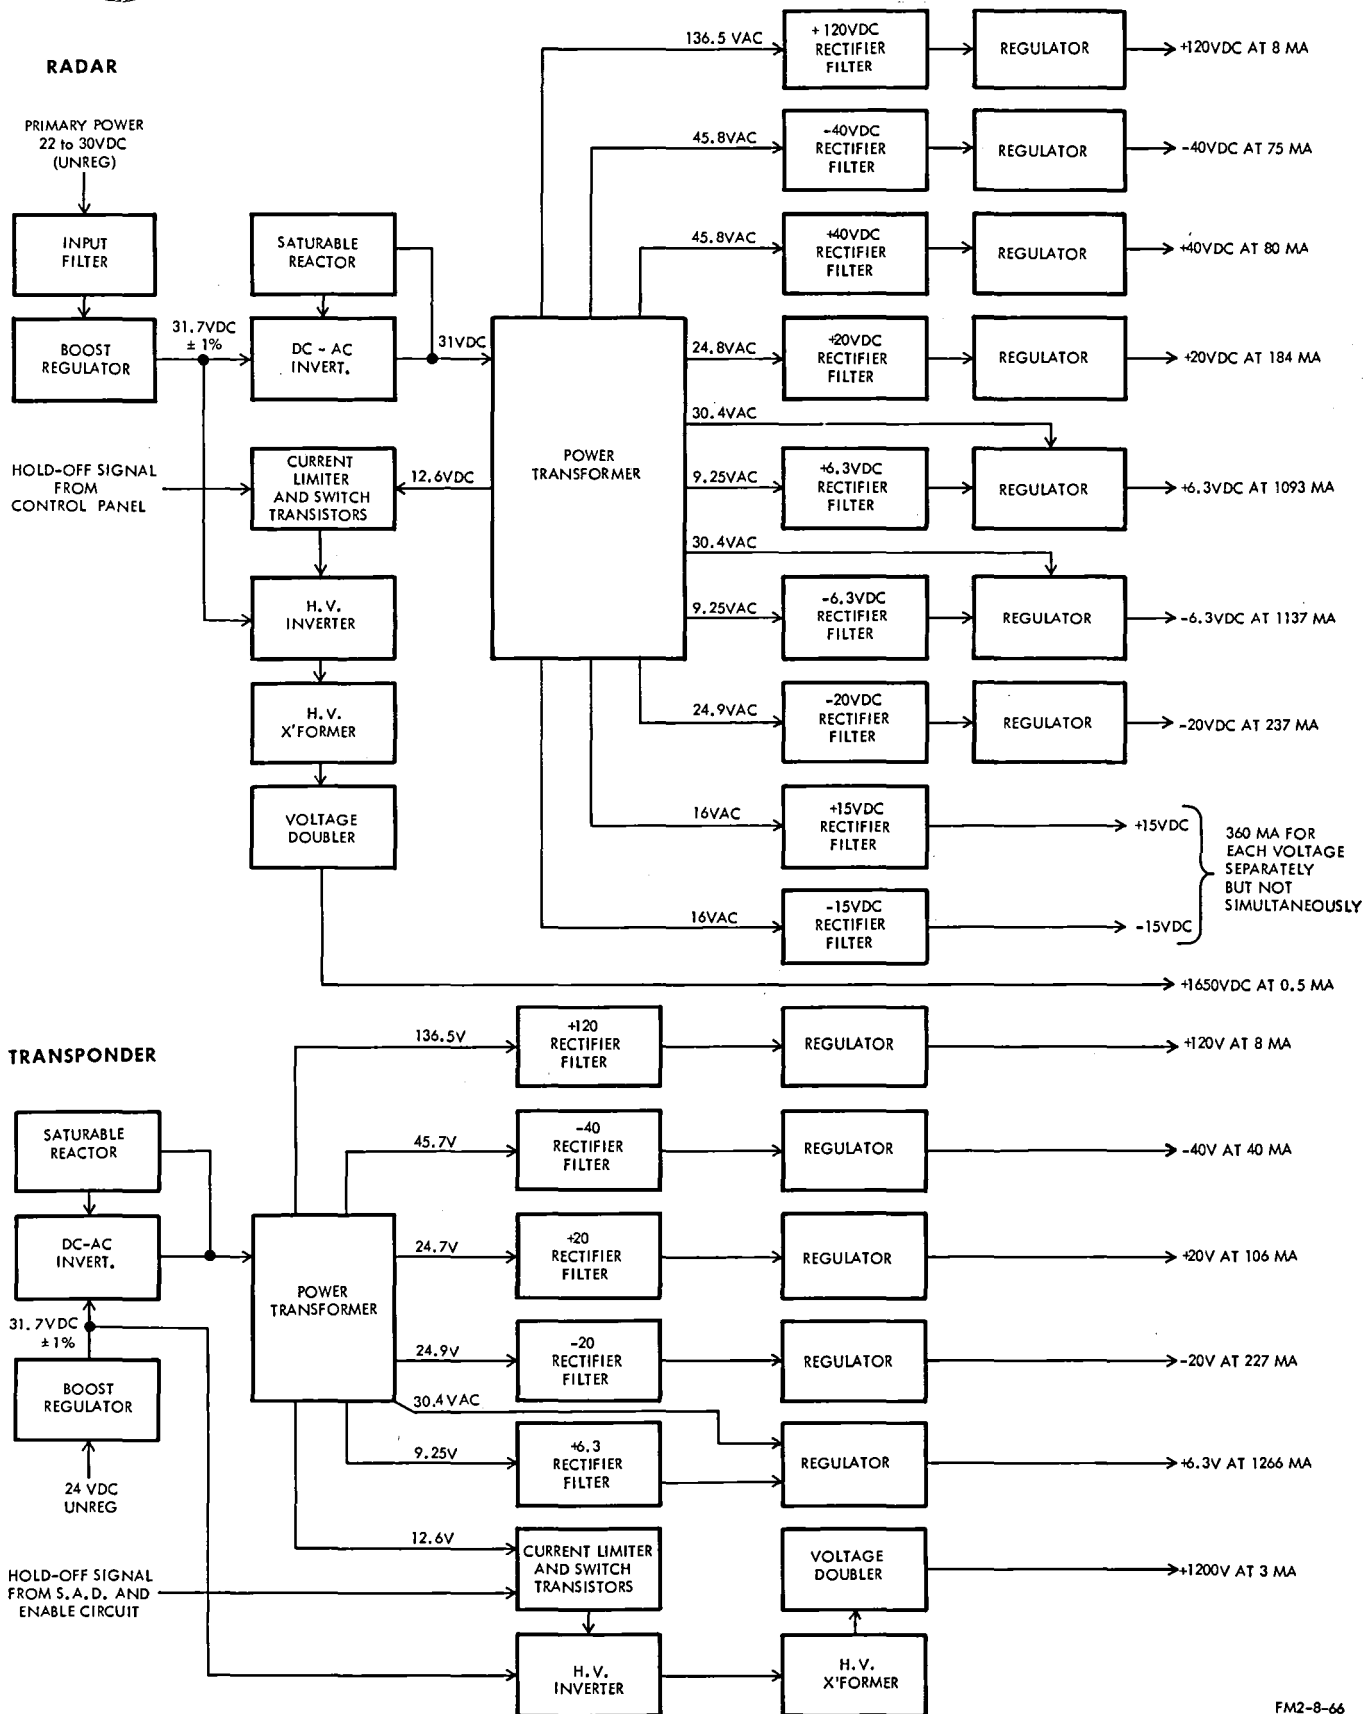 RADAR
PRIMARY POWER
22 to 30VDC
(UNREG)
INPUT
FILTER
BOOST
REGULATOR
31.7VDC
± 1%
SATURABLE
REACTOR
DC - AC
INVERT.
31VDC
HOLD-OFF SIGNAL
FROM
CONTROL PANEL
CURRENT
LIMITER
AND SWITCH
TRANSISTORS
12.6VDC
H.V.
INVERTER
H.V.
X'FORMER
VOLTAGE
DOUBLER
POWER
TRANSFORMER
136.5 VAC
+120VDC
RECTIFIER
FILTER
REGULATOR
+120VDC AT 8 MA
45.8VAC
-40VDC
RECTIFIER
FILTER
REGULATOR
-40VDC AT 75 MA
45.8VAC
+40VDC
RECTIFIER
FILTER
REGULATOR
+40VDC AT 80 MA
24.8VAC
+20VDC
RECTIFIER
FILTER
REGULATOR
+20VDC AT 184 MA
30.4VAC
9.25VAC
+6.3VDC
RECTIFIER
FILTER
REGULATOR
+6.3VDC AT 1093 MA
30.4VAC
9.25VAC
-6.3VDC
RECTIFIER
FILTER
REGULATOR
-6.3VDC AT 1137 MA
24.9VAC
-20VDC
RECTIFIER
FILTER
REGULATOR
-20VDC AT 237 MA
16VAC
+15VDC
RECTIFIER
FILTER
+15VDC
16VAC
-15VDC
RECTIFIER
FILTER
-15VDC
360 MA FOR
EACH VOLTAGE
SEPARATELY
BUT NOT
SIMULTANEOUSLY
+1650VDC AT 0.5 MA
TRANSPONDER
SATURABLE
REACTOR
DC-AC
INVERT.
31.7VDC
±1%
BOOST
REGULATOR
24 VDC
UNREG
HOLD-OFF SIGNAL
FROM S.A.D. AND
ENABLE CIRCUIT
POWER
TRANSFORMER
136.5V
+120
RECTIFIER
FILTER
REGULATOR
+120V AT 8 MA
45.7V
-40
RECTIFIER
FILTER
REGULATOR
-40V AT 40 MA
24.7V
+20
RECTIFIER
FILTER
REGULATOR
+20V AT 106 MA
24.9V
-20
RECTIFIER
FILTER
REGULATOR
-20V AT 227 MA
30.4VAC
9.25V
+6.3
RECTIFIER
FILTER
REGULATOR
+6.3V AT 1266 MA
12.6V
CURRENT LIMITER
AND SWITCH
TRANSISTORS
VOLTAGE
DOUBLER
+1200V AT 3 MA
H.V.
INVERTER
H.V.
X'FORMER
FM2-8-66